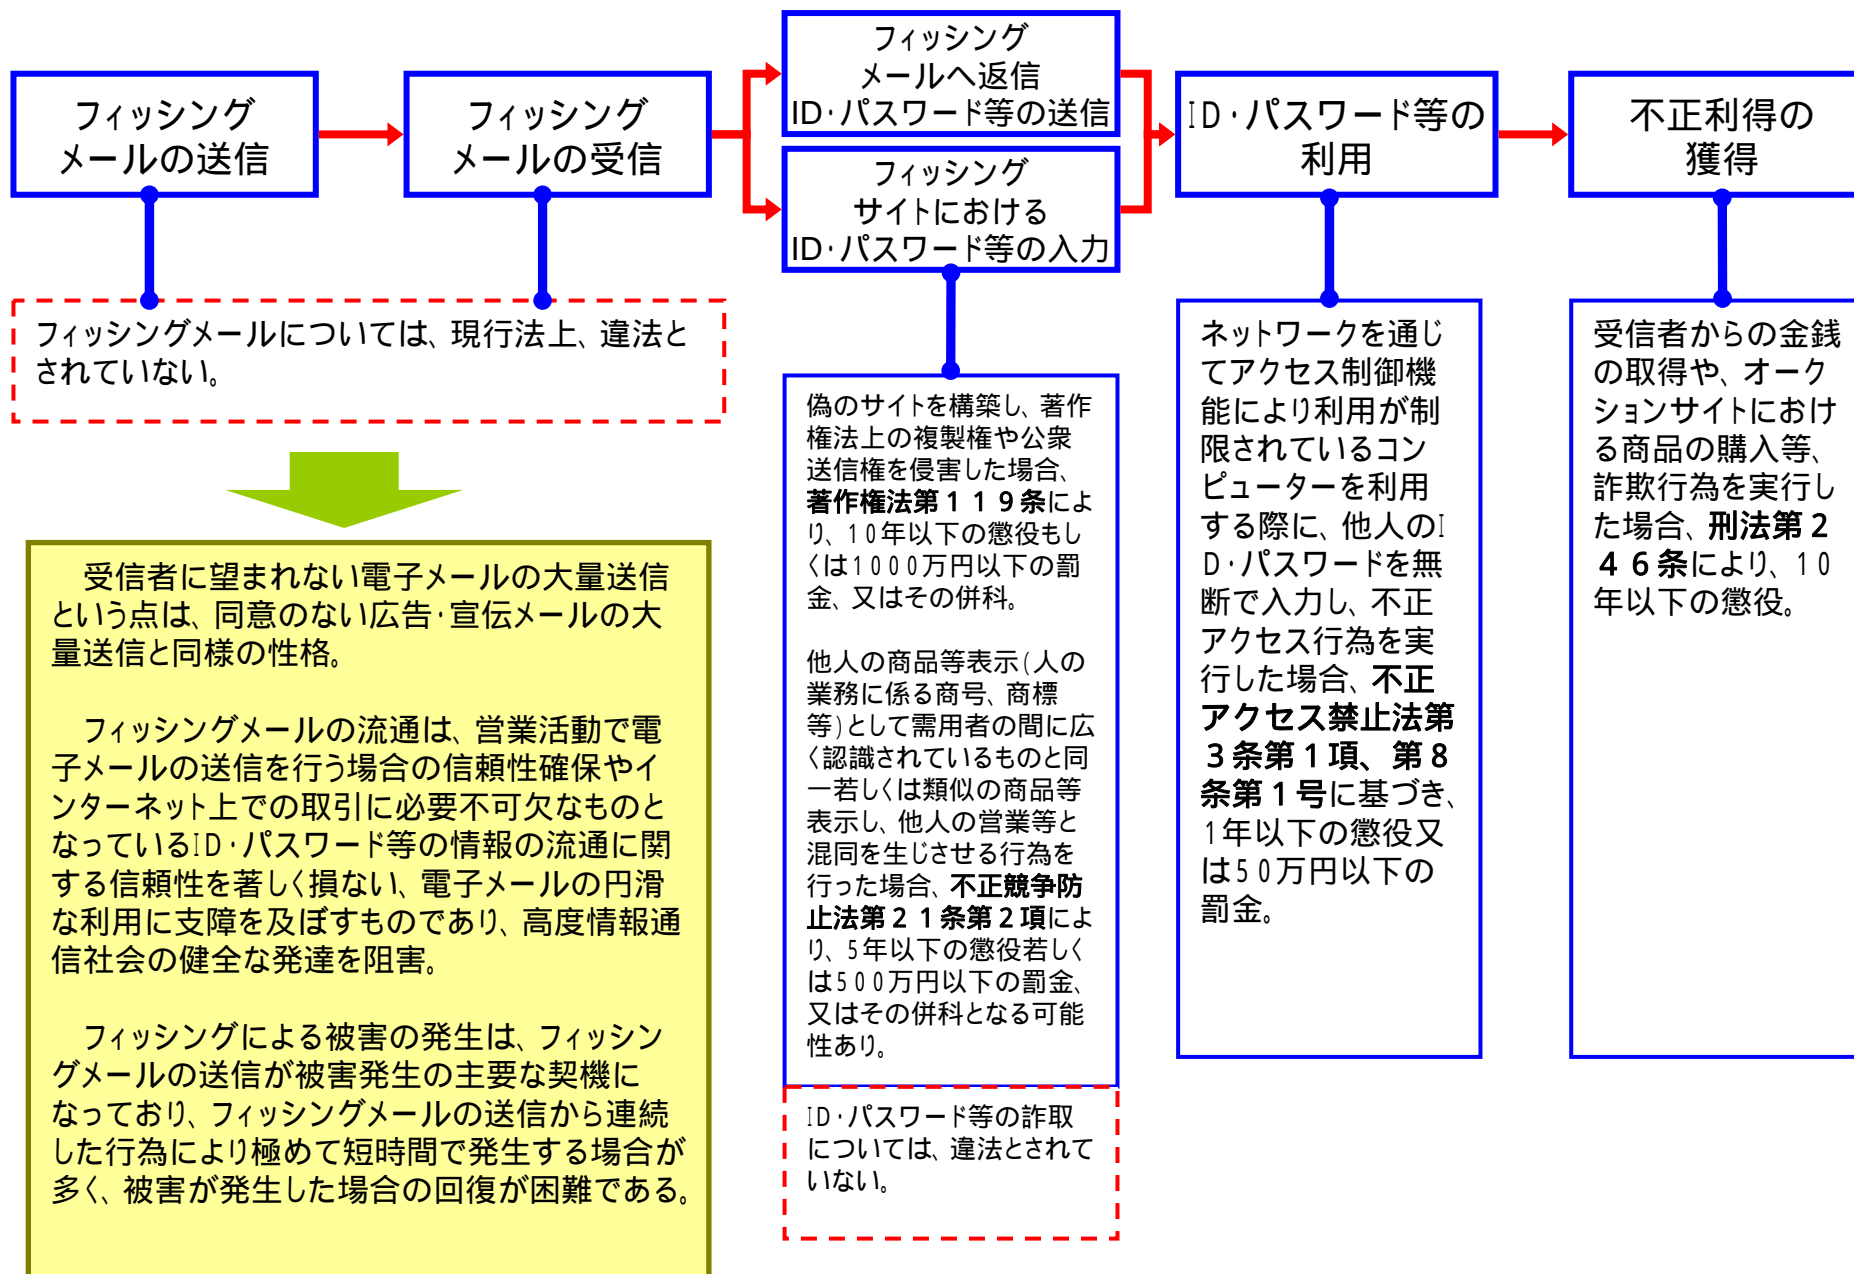 フィッシング
メールの送信
フィッシング
メールの受信
フィッシング
メールへ返信
ID・パスワード等の送信
フィッシング
サイトにおける
ID・パスワード等の入力
ID・パスワード等の
利用
不正利得の
獲得
フィッシングメールについては、現行法上、違法と
されていない。
　受信者に望まれない電子メールの大量送信
という点は、同意のない広告・宣伝メールの大
量送信と同様の性格。
　フィッシングメールの流通は、営業活動で電
子メールの送信を行う場合の信頼性確保やイ
ンターネット上での取引に必要不可欠なものと
なっているID・パスワード等の情報の流通に関
する信頼性を著しく損ない、電子メールの円滑
な利用に支障を及ぼすものであり、高度情報通
信社会の健全な発達を阻害。
　フィッシングによる被害の発生は、フィッシン
グメールの送信が被害発生の主要な契機に
なっており、フィッシングメールの送信から連続
した行為により極めて短時間で発生する場合が
多く、被害が発生した場合の回復が困難である。
偽のサイトを構築し、著作
権法上の複製権や公衆
送信権を侵害した場合、
著作権法第１１９条によ
り、10年以下の懲役もし
くは1000万円以下の罰
金、又はその併科。
他人の商品等表示(人の
業務に係る商号、商標
等)として需用者の間に広
く認識されているものと同
一若しくは類似の商品等
表示し、他人の営業等と
混同を生じさせる行為を
行った場合、不正競争防
止法第２１条第２項によ
り、5年以下の懲役若しく
は500万円以下の罰金、
又はその併科となる可能
性あり。
ID・パスワード等の詐取
については、違法とされて
いない。
ネットワークを通じ
てアクセス制御機
能により利用が制
限されているコン
ピューターを利用
する際に、他人のI
D・パスワードを無
断で入力し、不正
アクセス行為を実
行した場合、不正
アクセス禁止法第
３条第１項、第８
条第１号に基づき、
1年以下の懲役又
は50万円以下の
罰金。
受信者からの金銭
の取得や、オーク
ションサイトにおけ
る商品の購入等、
詐欺行為を実行し
た場合、刑法第２
４６条により、10
年以下の懲役。